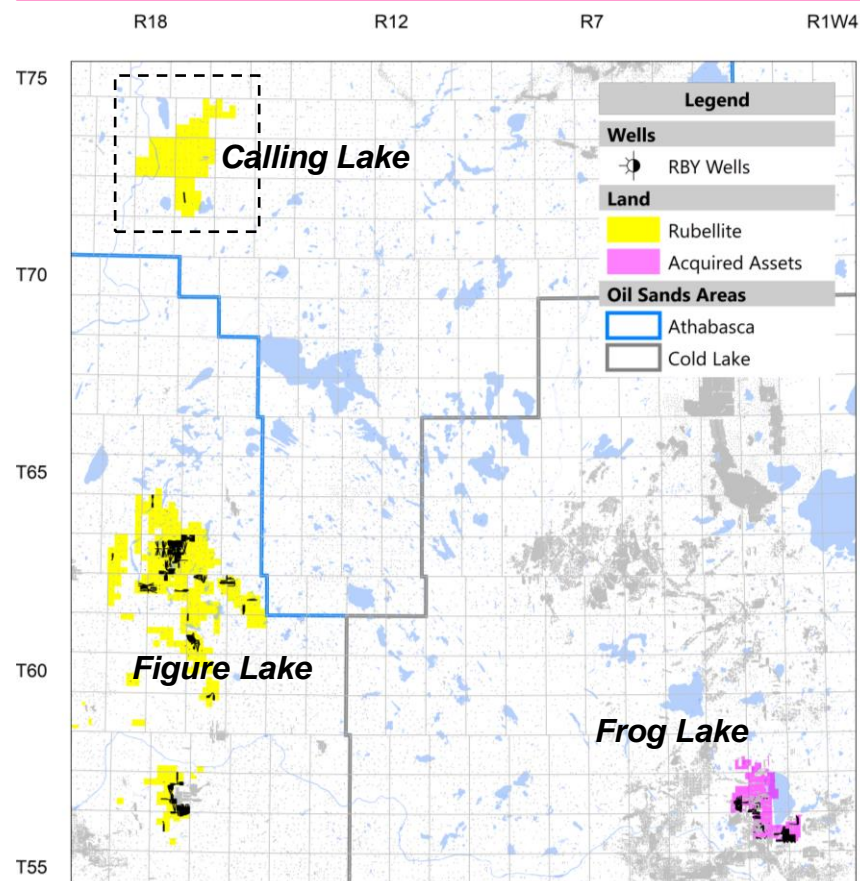 R18 R12 R7 R1W4
T75
Legend
Wells
Calling Lake
RBY Wells
Land
Rubellite
T70
Acquired Assets
Oil Sands Areas
Athabasca
Cold Lake
T65
Figure Lake
T60
Frog Lake
T55